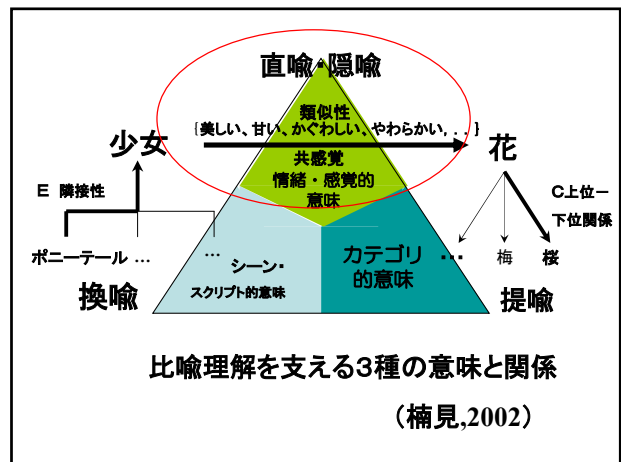 直喩・隠喩
類似性
{美しい、甘い、かぐわしい、やわらかい, . . }
少女
花
共感覚
情緒・感覚的
意味
E 隣接性
C上位ー
下位関係
ポニーテール …
…
シーン・
スクリプト的意味
カテゴリ
的意味
…
梅
桜
換喩
提喩
比喩理解を支える3種の意味と関係
(楠見,2002)